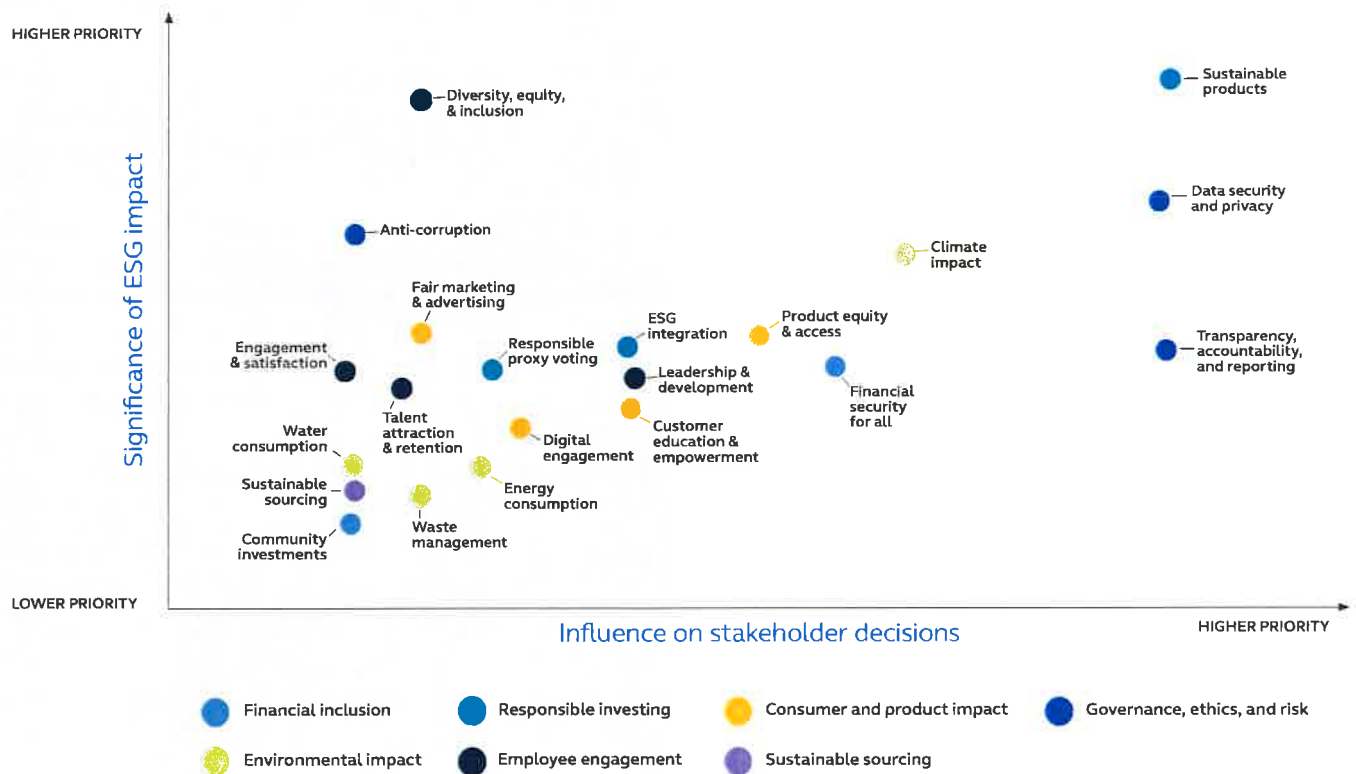 HIGHER PRIORITY
Significance of ESG impact
Sustainable
products
Diversity, equity,
& inclusion
Data security
and privacy
Anti-corruption
Climate
impact
Fair marketing
& advertising
Product equity
& access
ESG
integration
Transparency,
accountability,
and reporting
Responsible
proxy voting
Engagement
& satisfaction
Leadership &
development
Financial
security
for all
Talent
attraction
& retention
Customer
education &
empowerment
Water
consumption
Digital
engagement
Sustainable
sourcing
Energy
consumption
Waste
management
Community
investments
LOWER PRIORITY
Influence on stakeholder decisions
HIGHER PRIORITY
Financial inclusion
Responsible investing
Consumer and product impact
Governance, ethics, and risk
Environmental impact
Employee engagement
Sustainable sourcing